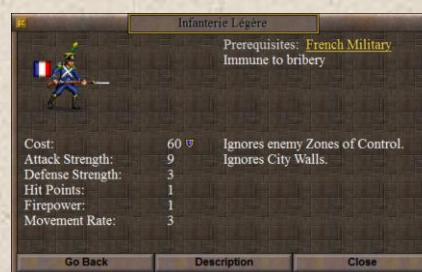 Infanterie Légère
Prerequisites: French Military
Immune to bribery
Cost: 60
Attack Strength: 9
Defense Strength: 3
Hit Points: 1
Firepower: 1
Movement Rate: 3
Ignores enemy Zones of Control.
Ignores City Walls.
Go Back
Description
Close